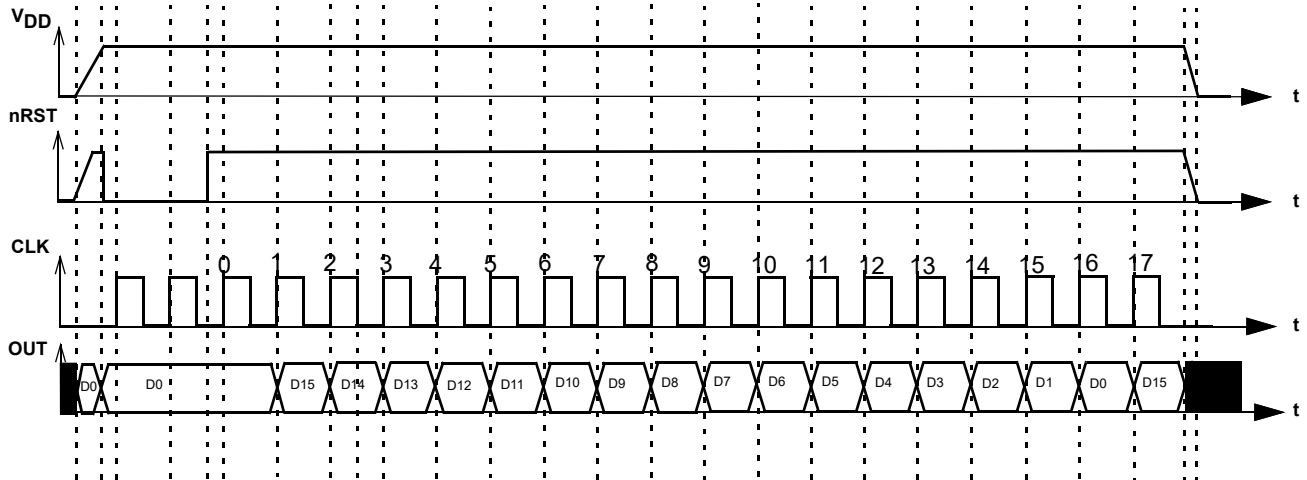 VDD
t
nRST
t
CLK
0 1 2 3 4 5 6 7 8 9 10 11 12 13 14 15 16 17
t
OUT
D0 D0 D15 D14 D13 D12 D11 D10 D9 D8 D7 D6 D5 D4 D3 D2 D1 D0 D15
t